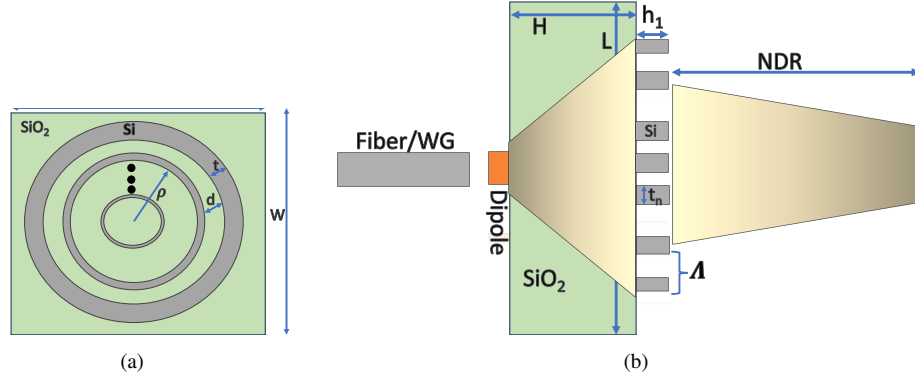 SiO₂
Si
t
ρ
d
W
(a)
H
L
h₁
NDR
Fiber/WG
Dipole
Si
tₙ
Λ
SiO₂
(b)